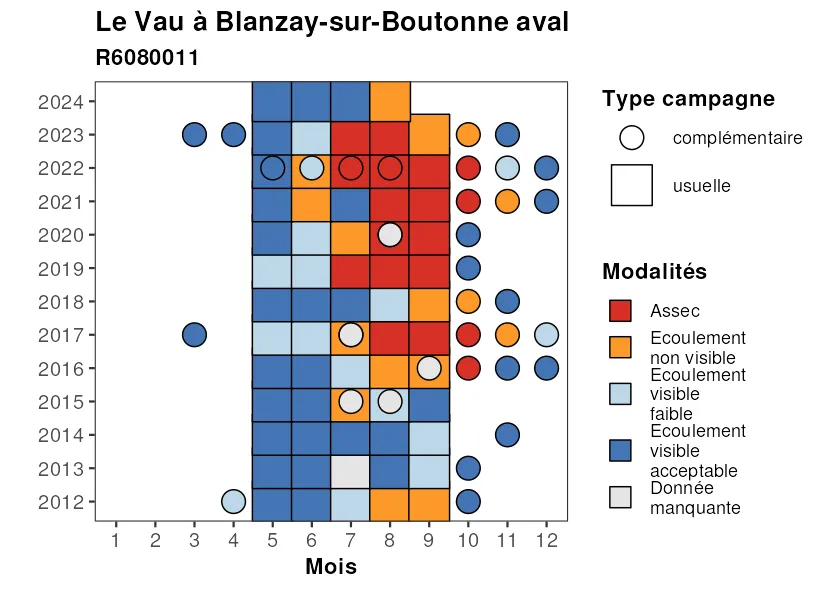 Le Vau à Blanzay-sur-Boutonne aval
R6080011
2024
2023
2022
2021
2020
2019
2018
2017
2016
2015
2014
2013
2012
1 2 3 4 5 6 7 8 9 10 11 12
Mois
Type campagne
complémentaire
usuelle
Modalités
Assec
Ecoulement
non visible
Ecoulement
visible
faible
Ecoulement
visible
acceptable
Donnée
manquante